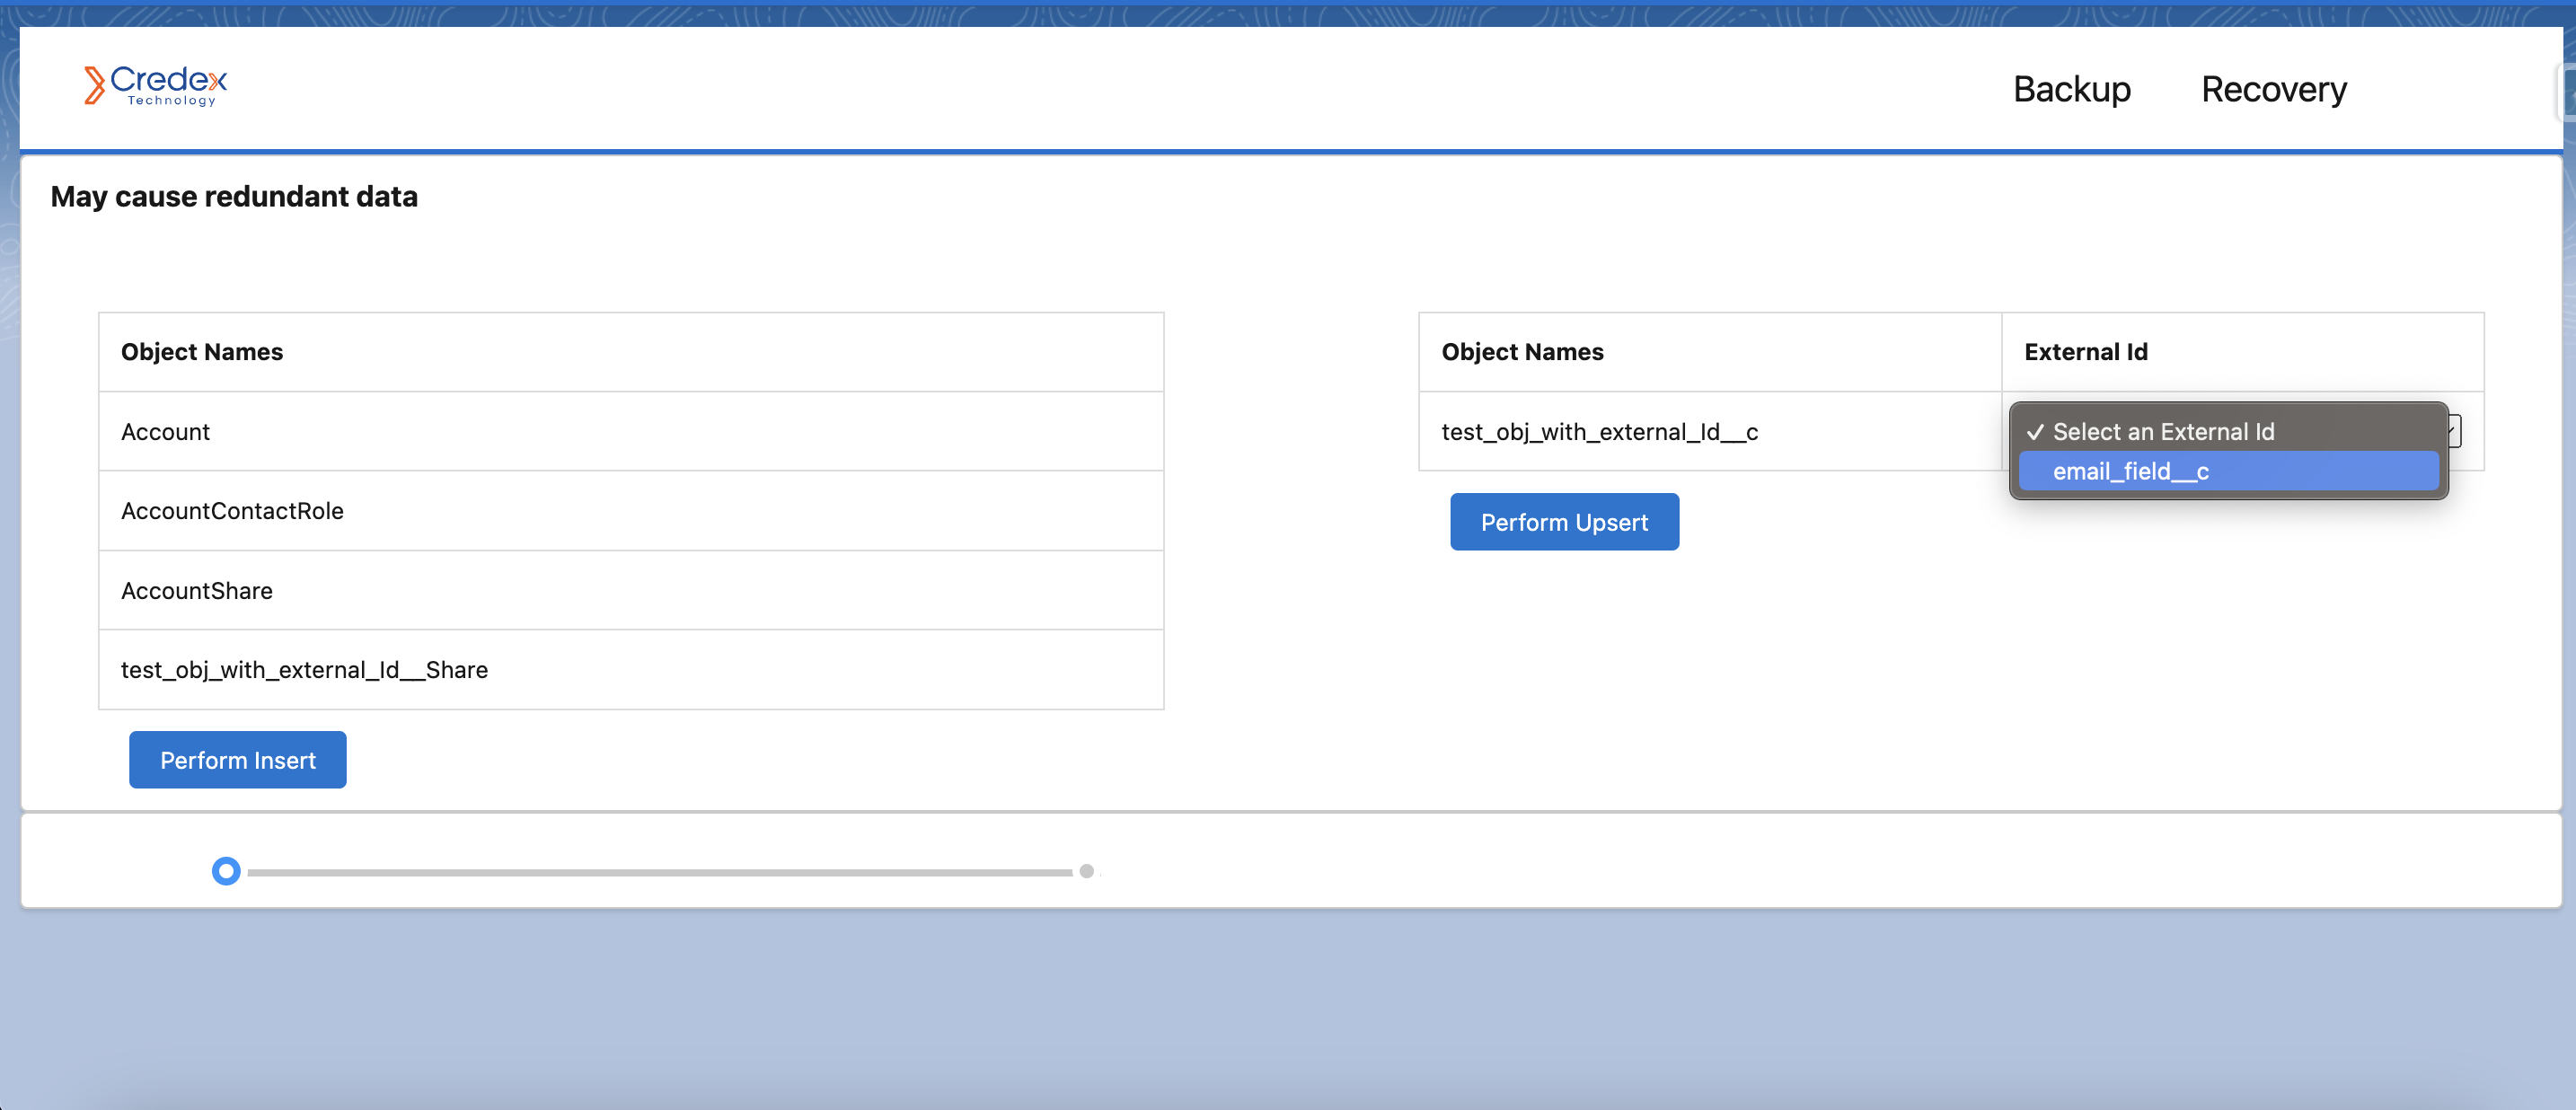 Credex
Technology
Backup
Recovery
May cause redundant data
Object Names
Account
AccountContactRole
AccountShare
test_obj_with_external_Id__Share
Perform Insert
Object Names
External Id
test_obj_with_external_Id__c
✓ Select an External Id
email_field__c
Perform Upsert